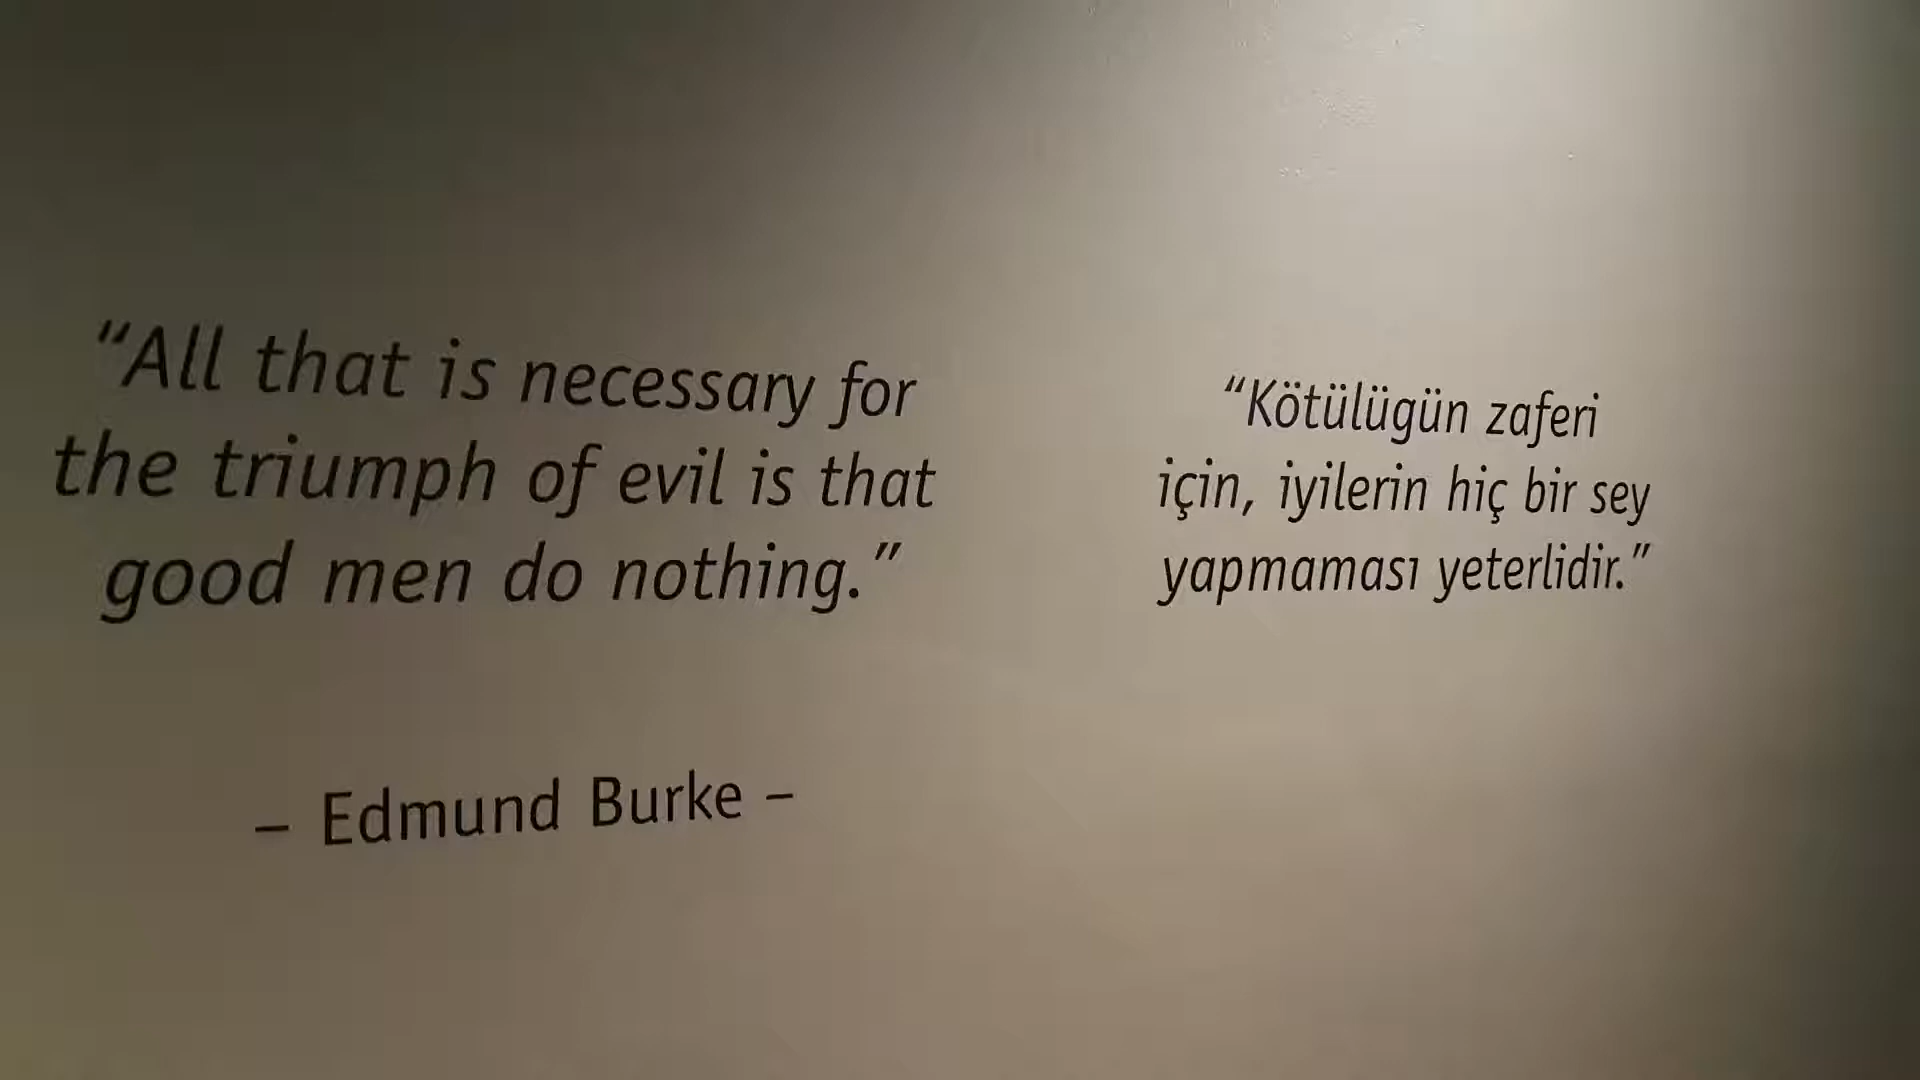 "All that is necessary for
the triumph of evil is that
good men do nothing."
– Edmund Burke –
"Kötülügün zaferi
için, iyilerin hiç bir sey
yapmaması yeterlidir."